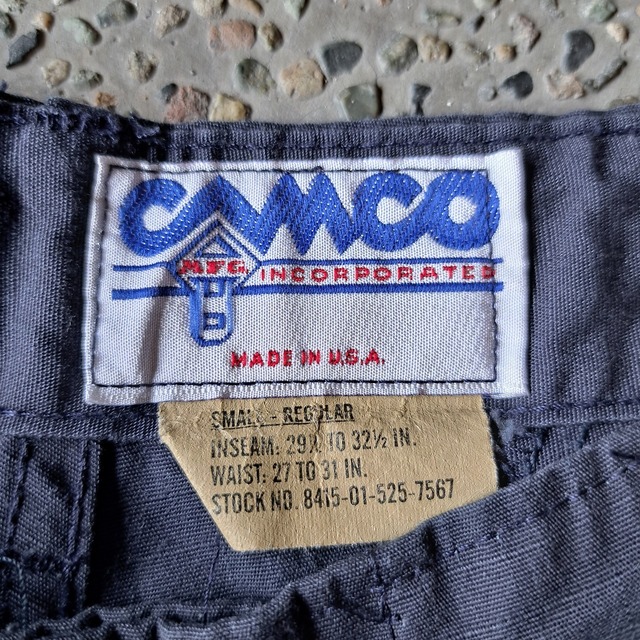 CAMCO
MFG. INCORPORATED
MADE IN U.S.A.
SMALL - REGULAR
INSEAM: 29½ TO 32½ IN.
WAIST: 27 TO 31 IN.
STOCK NO. 8415-01-525-7567